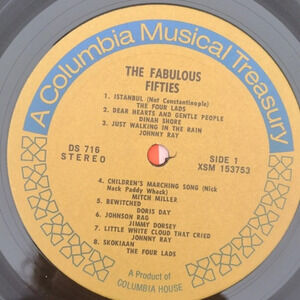 A Columbia Musical Treasury
THE FABULOUS
FIFTIES
1. ISTANBUL (Not Constantinople)
THE FOUR LADS
2. DEAR HEARTS AND GENTLE PEOPLE
DINAH SHORE
3. JUST WALKING IN THE RAIN
JOHNNY RAY
DS 716
STEREO
SIDE 1
XSM 153753
4. CHILDREN'S MARCHING SONG (Nick
Nack Paddy Whack)
MITCH MILLER
5. BEWITCHED
DORIS DAY
6. JOHNSON RAG
JIMMY DORSEY
7. LITTLE WHITE CLOUD THAT CRIED
JOHNNY RAY
8. SKOKIAAN
THE FOUR LADS
A Product of
COLUMBIA HOUSE